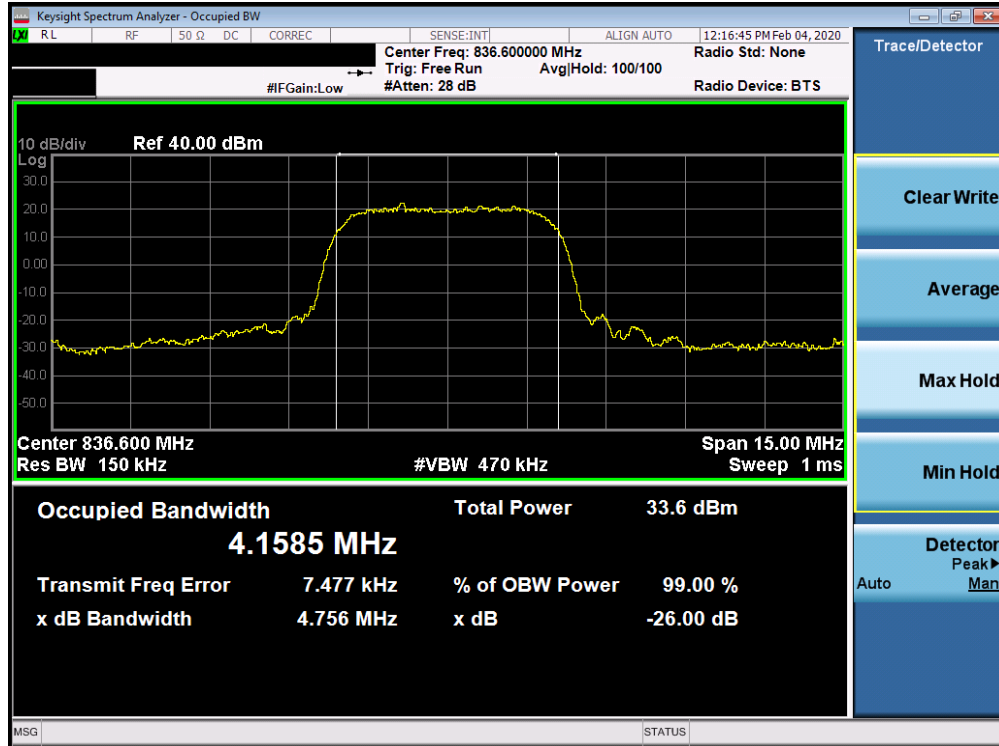 Keysight Spectrum Analyzer - Occupied BW
LXI RL RF 50 Ω DC CORREC SENSE:INT ALIGN AUTO 12:16:45 PM Feb 04, 2020
Center Freq: 836.600000 MHz Radio Std: None
Trig: Free Run Avg|Hold: 100/100
#IFGain:Low #Atten: 28 dB Radio Device: BTS
10 dB/div Ref 40.00 dBm
Log
30.0
20.0
10.0
0.00
-10.0
-20.0
-30.0
-40.0
-50.0
Center 836.600 MHz Span 15.00 MHz
Res BW 150 kHz #VBW 470 kHz Sweep 1 ms
Occupied Bandwidth Total Power 33.6 dBm
4.1585 MHz
Transmit Freq Error 7.477 kHz % of OBW Power 99.00 %
x dB Bandwidth 4.756 MHz x dB -26.00 dB
MSG STATUS
Trace/Detector
Clear Write
Average
Max Hold
Min Hold
Detector
Peak▶
Auto Man